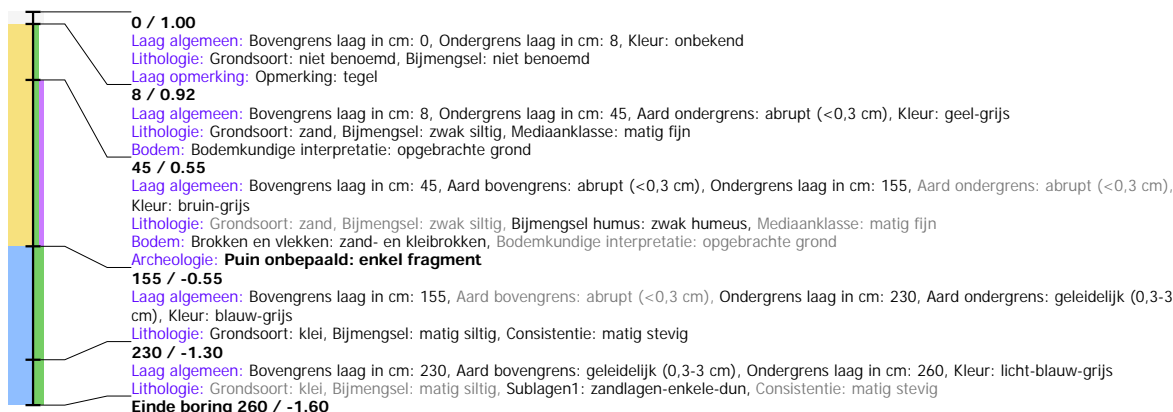 0 / 1.00
Laag algemeen: Bovengrens laag in cm: 0, Ondergrens laag in cm: 8, Kleur: onbekend
Lithologie: Grondsoort: niet benoemd, Bijmengsel: niet benoemd
Laag opmerking: Opmerking: tegel
8 / 0.92
Laag algemeen: Bovengrens laag in cm: 8, Ondergrens laag in cm: 45, Aard ondergrens: abrupt (<0,3 cm), Kleur: geel-grijs
Lithologie: Grondsoort: zand, Bijmengsel: zwak siltig, Mediaanklasse: matig fijn
Bodem: Bodemkundige interpretatie: opgebrachte grond
45 / 0.55
Laag algemeen: Bovengrens laag in cm: 45, Aard bovengrens: abrupt (<0,3 cm), Ondergrens laag in cm: 155, Aard ondergrens: abrupt (<0,3 cm),
Kleur: bruin-grijs
Lithologie: Grondsoort: zand, Bijmengsel: zwak siltig, Bijmengsel humus: zwak humeus, Mediaanklasse: matig fijn
Bodem: Brokken en vlekken: zand- en kleibrokken, Bodemkundige interpretatie: opgebrachte grond
Archeologie: Puin onbepaald: enkel fragment
155 / -0.55
Laag algemeen: Bovengrens laag in cm: 155, Aard bovengrens: abrupt (<0,3 cm), Ondergrens laag in cm: 230, Aard ondergrens: geleidelijk (0,3-3
cm), Kleur: blauw-grijs
Lithologie: Grondsoort: klei, Bijmengsel: matig siltig, Consistentie: matig stevig
230 / -1.30
Laag algemeen: Bovengrens laag in cm: 230, Aard bovengrens: geleidelijk (0,3-3 cm), Ondergrens laag in cm: 260, Kleur: licht-blauw-grijs
Lithologie: Grondsoort: klei, Bijmengsel: matig siltig, Sublagen1: zandlagen-enkele-dun, Consistentie: matig stevig
Einde boring 260 / -1.60